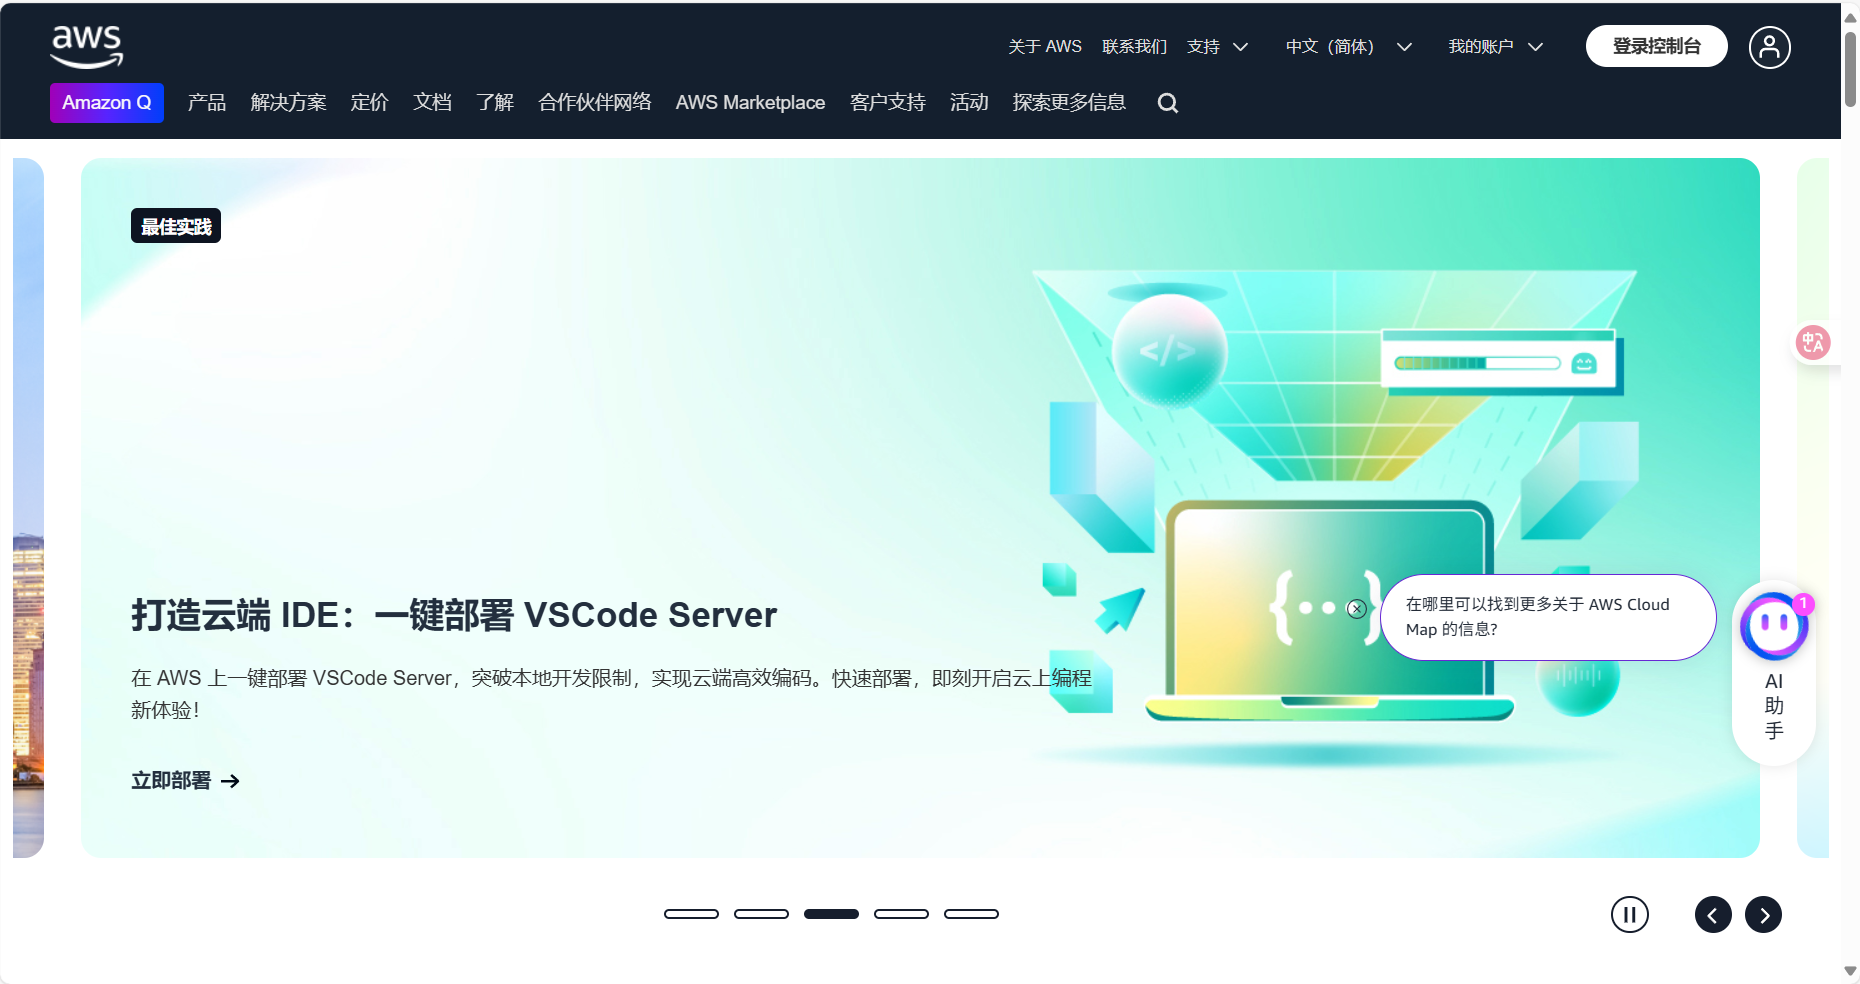 aws
关于 AWS 联系我们 支持 中文（简体） 我的账户 登录控制台
Amazon Q 产品 解决方案 定价 文档 了解 合作伙伴网络 AWS Marketplace 客户支持 活动 探索更多信息
最佳实践
</>
中A
打造云端 IDE：一键部署 VSCode Server
在 AWS 上一键部署 VSCode Server，突破本地开发限制，实现云端高效编码。快速部署，即刻开启云上编程
新体验！
立即部署 →
{•••}
在哪里可以找到更多关于 AWS Cloud
Map 的信息?
1
AI
助
手